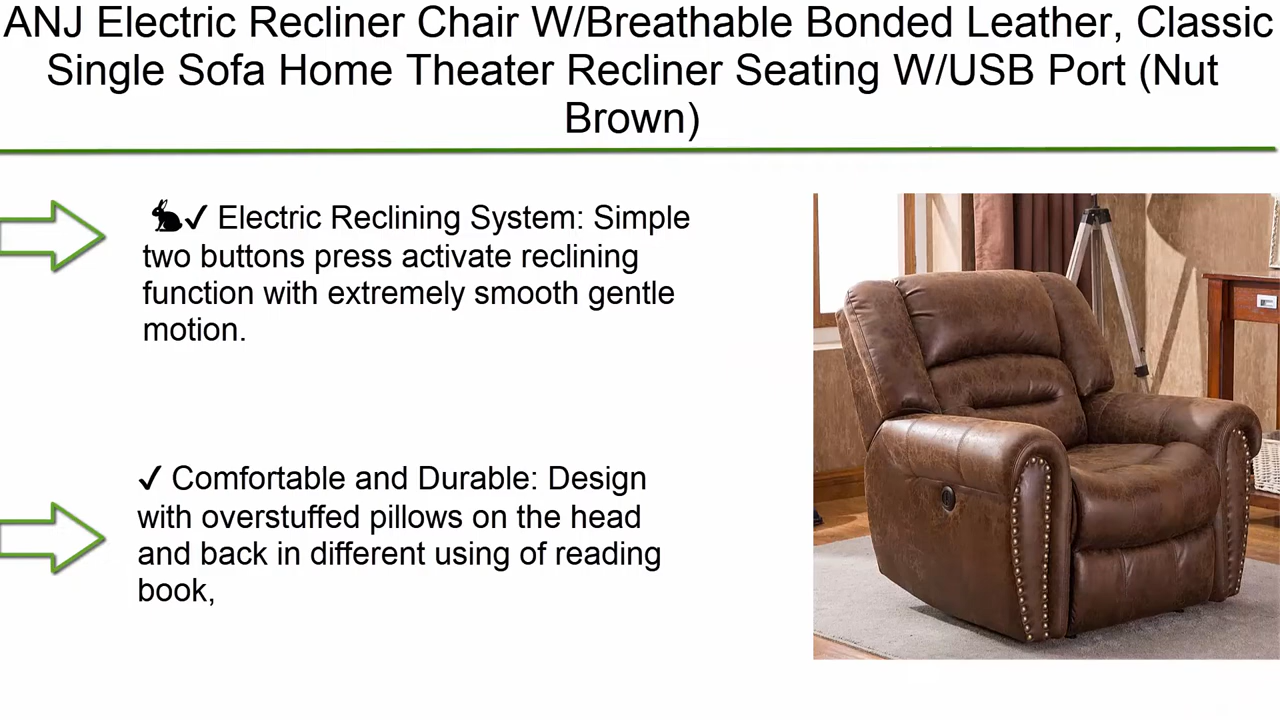 ANJ Electric Recliner Chair W/Breathable Bonded Leather, Classic
Single Sofa Home Theater Recliner Seating W/USB Port (Nut
Brown)
🐇✓ Electric Reclining System: Simple
two buttons press activate reclining
function with extremely smooth gentle
motion.
✓ Comfortable and Durable: Design
with overstuffed pillows on the head
and back in different using of reading
book,